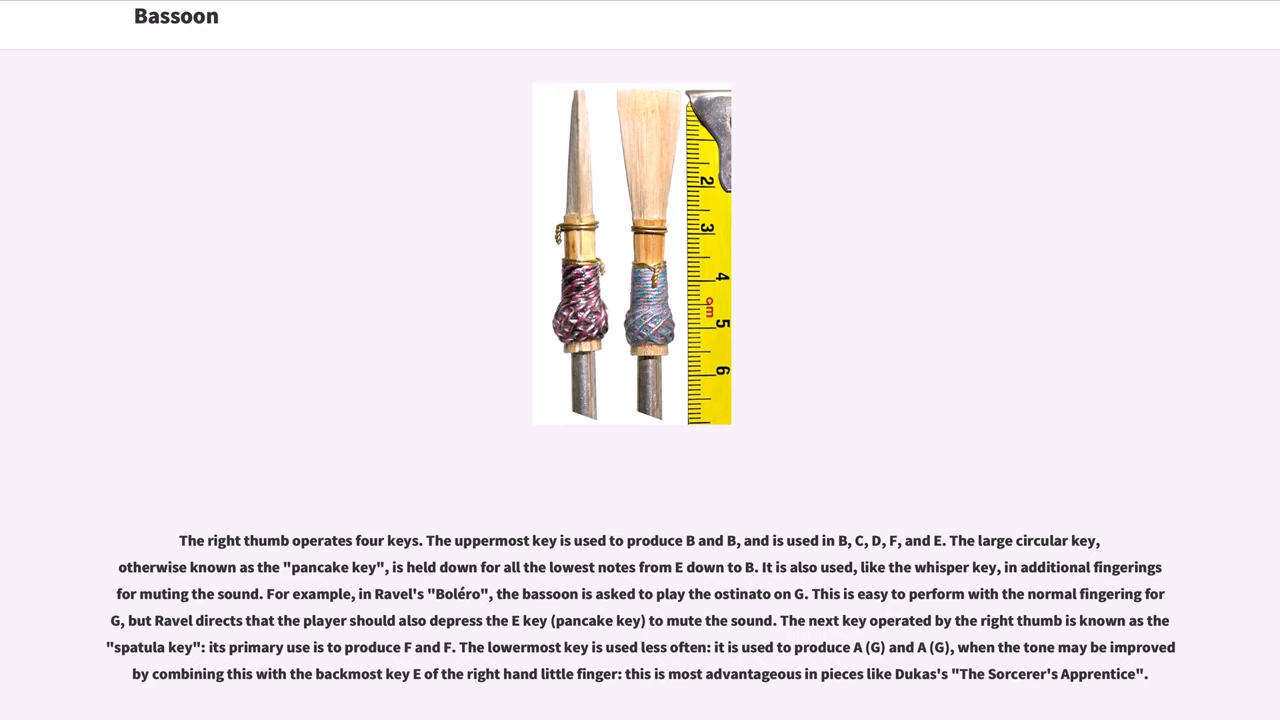 Bassoon
2
3
4
cm
5
6
The right thumb operates four keys. The uppermost key is used to produce B and B, and is used in B, C, D, F, and E. The large circular key,
otherwise known as the "pancake key", is held down for all the lowest notes from E down to B. It is also used, like the whisper key, in additional fingerings
for muting the sound. For example, in Ravel's "Boléro", the bassoon is asked to play the ostinato on G. This is easy to perform with the normal fingering for
G, but Ravel directs that the player should also depress the E key (pancake key) to mute the sound. The next key operated by the right thumb is known as the
"spatula key": its primary use is to produce F and F. The lowermost key is used less often: it is used to produce A (G) and A (G), when the tone may be improved
by combining this with the backmost key E of the right hand little finger: this is most advantageous in pieces like Dukas's "The Sorcerer's Apprentice".